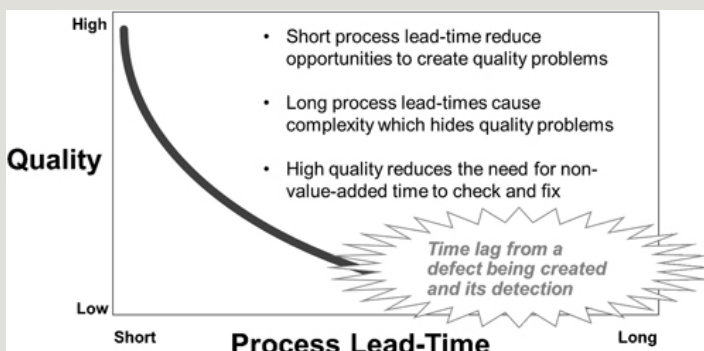 High
• Short process lead-time reduce
opportunities to create quality problems
• Long process lead-times cause
complexity which hides quality problems
Quality
• High quality reduces the need for non-
value-added time to check and fix
Time lag from a
defect being created
and its detection
Low
Short
Process Lead-Time
Long